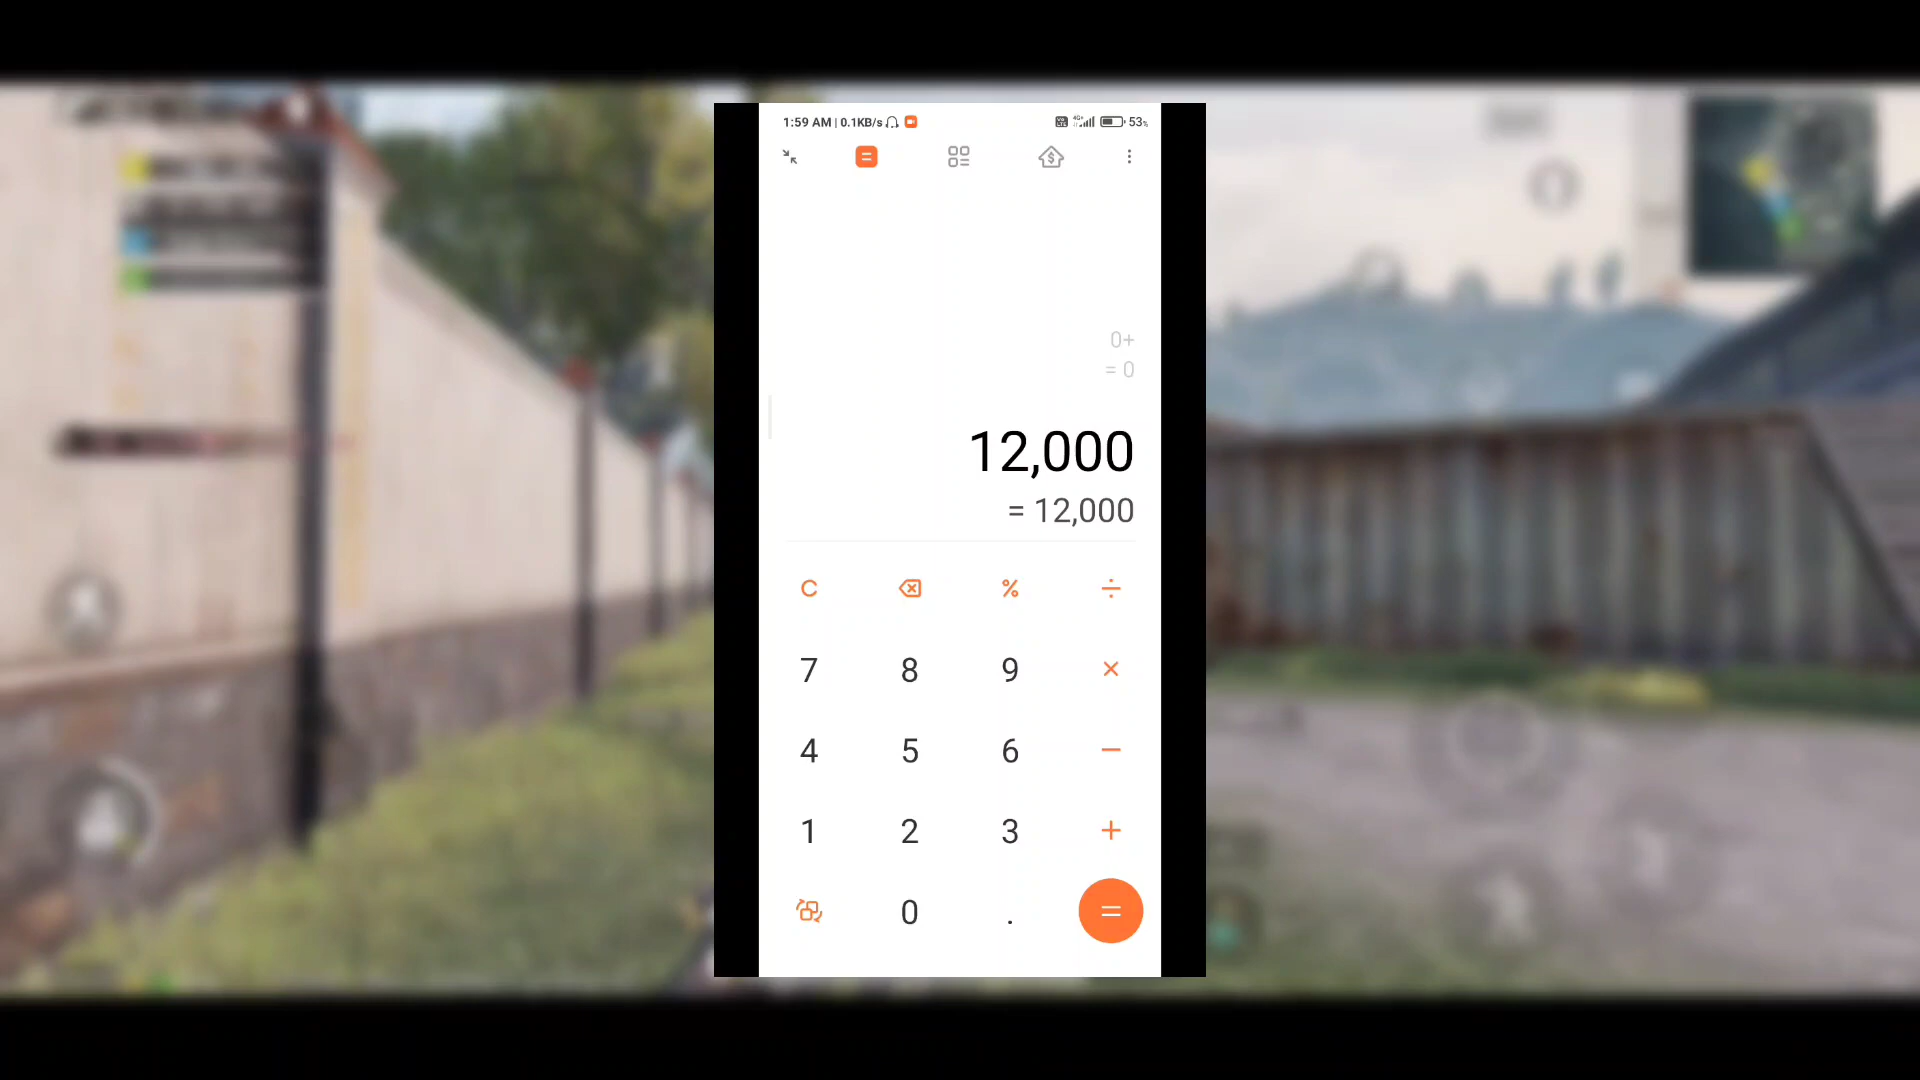 1:59 AM | 0.1KB/s 53%
0+
= 0
12,000
= 12,000
C % ÷
7 8 9 ×
4 5 6 −
1 2 3 +
0 . =